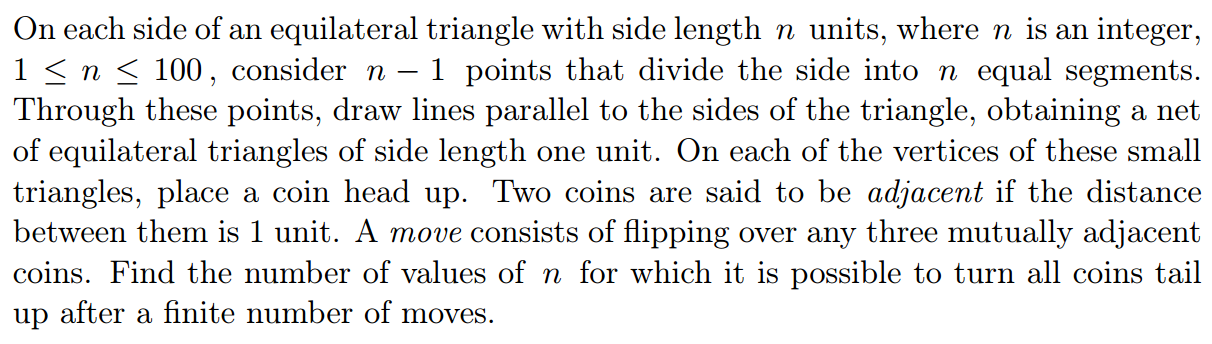 On each side of an equilateral triangle with side length n units, where n is an integer,
1 ≤ n ≤ 100, consider n − 1 points that divide the side into n equal segments.
Through these points, draw lines parallel to the sides of the triangle, obtaining a net
of equilateral triangles of side length one unit. On each of the vertices of these small
triangles, place a coin head up. Two coins are said to be adjacent if the distance
between them is 1 unit. A move consists of flipping over any three mutually adjacent
coins. Find the number of values of n for which it is possible to turn all coins tail
up after a finite number of moves.